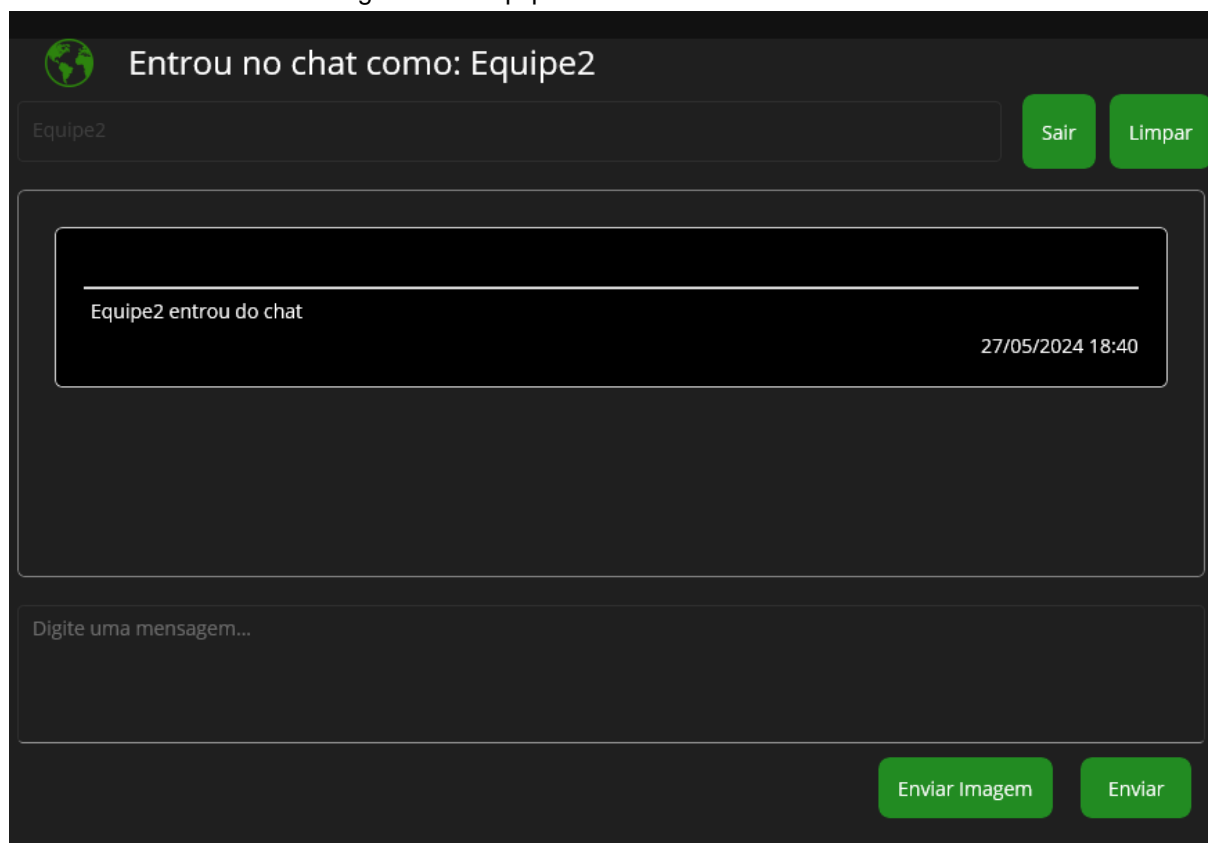 Entrou no chat como: Equipe2
Equipe2
Sair
Limpar
Equipe2 entrou do chat
27/05/2024 18:40
Digite uma mensagem...
Enviar Imagem
Enviar